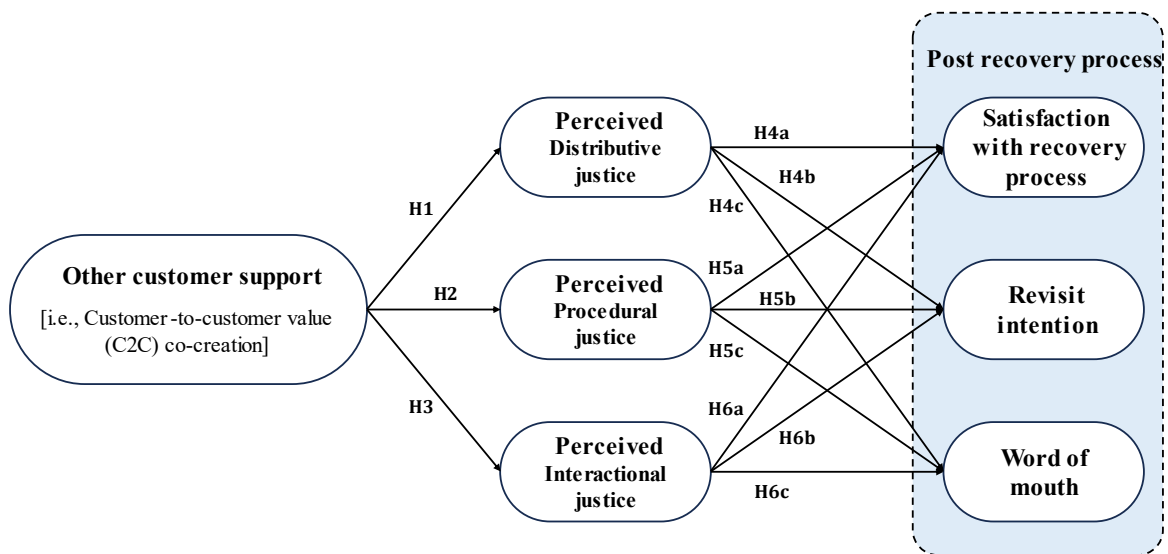 Post recovery process
Perceived
Distributive
justice
Satisfaction
with recovery
process
H4a
H4b
H4c
H1
Other customer support
[i.e., Customer-to-customer value
(C2C) co-creation]
H2
Perceived
Procedural
justice
H5a
H5b
H5c
Revisit
intention
H3
Perceived
Interactional
justice
H6a
H6b
H6c
Word of
mouth